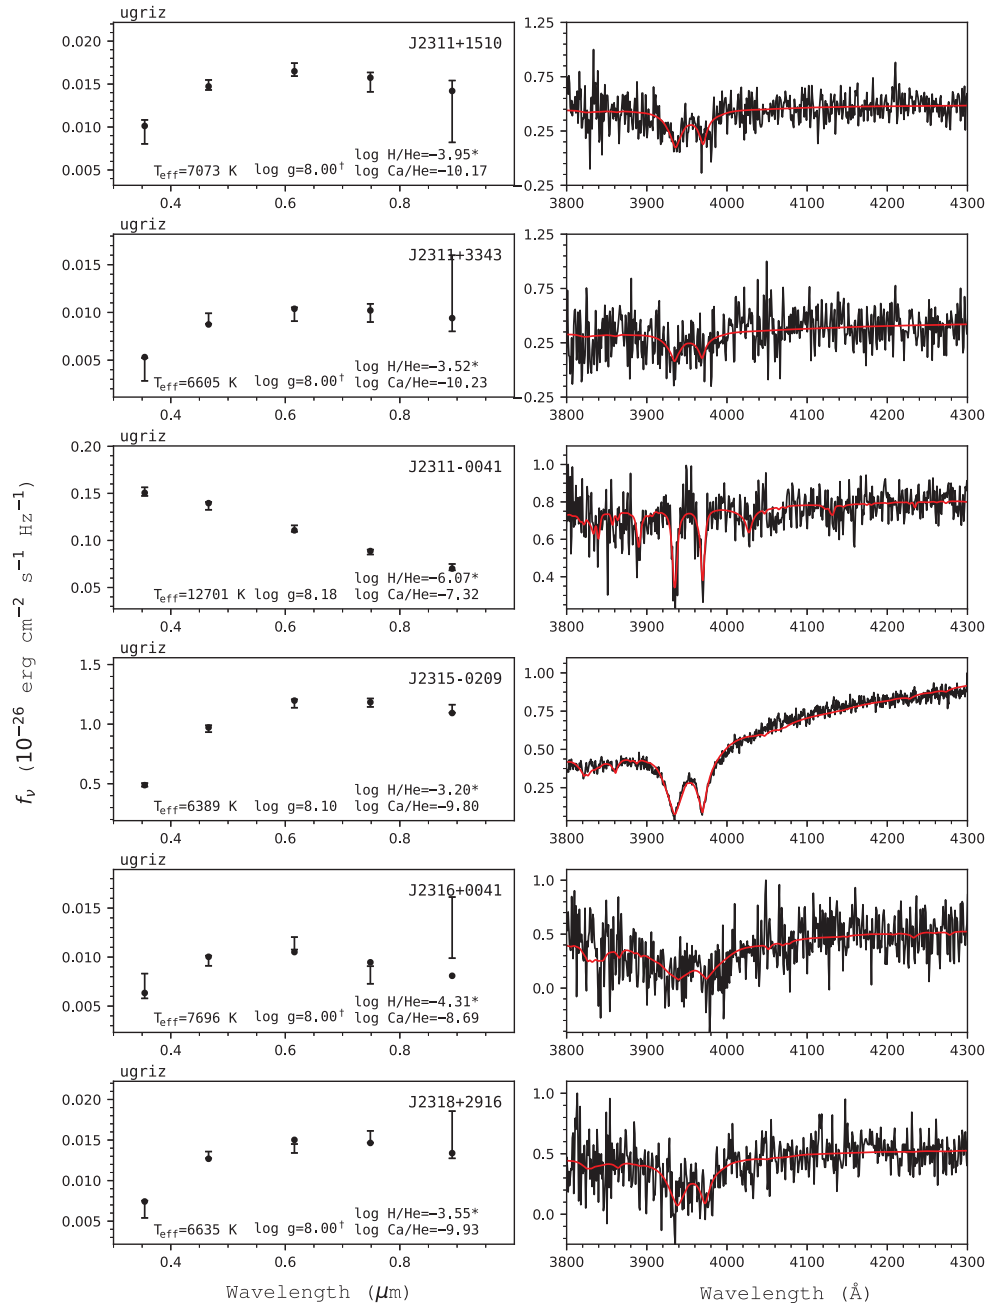 ugriz
J2311+1510
0.020
0.015
0.010
0.005
log H/He=−3.95*
Teff=7073 K log g=8.00† log Ca/He=−10.17
0.4 0.6 0.8
1.25
0.75
0.25
0.25
3800 3900 4000 4100 4200 4300
ugriz
J2311+3343
0.015
0.010
0.005
log H/He=−3.52*
Teff=6605 K log g=8.00† log Ca/He=−10.23
0.4 0.6 0.8
1.25
0.75
0.25
0.25
3800 3900 4000 4100 4200 4300
ugriz
J2311-0041
0.20
0.15
0.10
0.05
log H/He=−6.07*
Teff=12701 K log g=8.18 log Ca/He=−7.32
0.4 0.6 0.8
1.0
0.8
0.6
0.4
3800 3900 4000 4100 4200 4300
fν (10−26 erg cm−2 s−1 Hz−1)
ugriz
J2315-0209
1.5
1.0
0.5
log H/He=−3.20*
Teff=6389 K log g=8.10 log Ca/He=−9.80
0.4 0.6 0.8
1.00
0.75
0.50
0.25
3800 3900 4000 4100 4200 4300
ugriz
J2316+0041
0.015
0.010
0.005
log H/He=−4.31*
Teff=7696 K log g=8.00† log Ca/He=−8.69
0.4 0.6 0.8
1.0
0.5
0.0
3800 3900 4000 4100 4200 4300
ugriz
J2318+2916
0.020
0.015
0.010
0.005
log H/He=−3.55*
Teff=6635 K log g=8.00† log Ca/He=−9.93
0.4 0.6 0.8
1.0
0.5
0.0
3800 3900 4000 4100 4200 4300
Wavelength (μm)
Wavelength (Å)